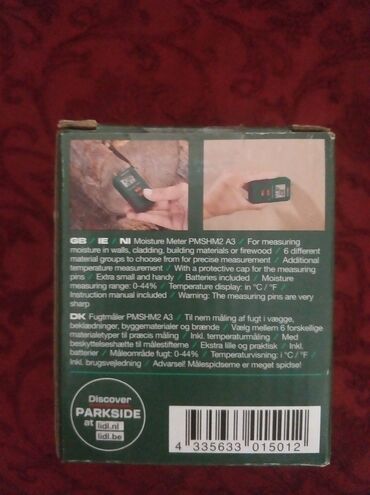 GB / IE / NI Moisture Meter PMSHM2 A3 / For measuring
moisture in walls, cladding, building materials or firewood / 6 different
material groups to choose from for precise measurement / Additional
temperature measurement / With a protective cap for the measuring
pins / Extra small and handy / Batteries included / Moisture
measuring range: 0-44% / Temperature display: in °C / °F /
Instruction manual included / Warning: The measuring pins are very
sharp
DK Fugtmåler PMSHM2 A3 / Til nem måling af fugt i vægge,
beklædninger, byggematerialer og brænde / Vælg mellem 6 forskellige
materialetyper til præcis måling / Inkl. temperaturmåling / Med
beskyttelseshætte til målestifterne / Ekstra lille og praktisk / Inkl.
batterier / Måleområde fugt: 0-44% / Temperaturvisning: i °C / °F /
Inkl. brugsvejledning / Advarsel! Målespidserne er meget spidse!
Discover
PARKSIDE
at lidl.nl
lidl.be
4 335633 015012